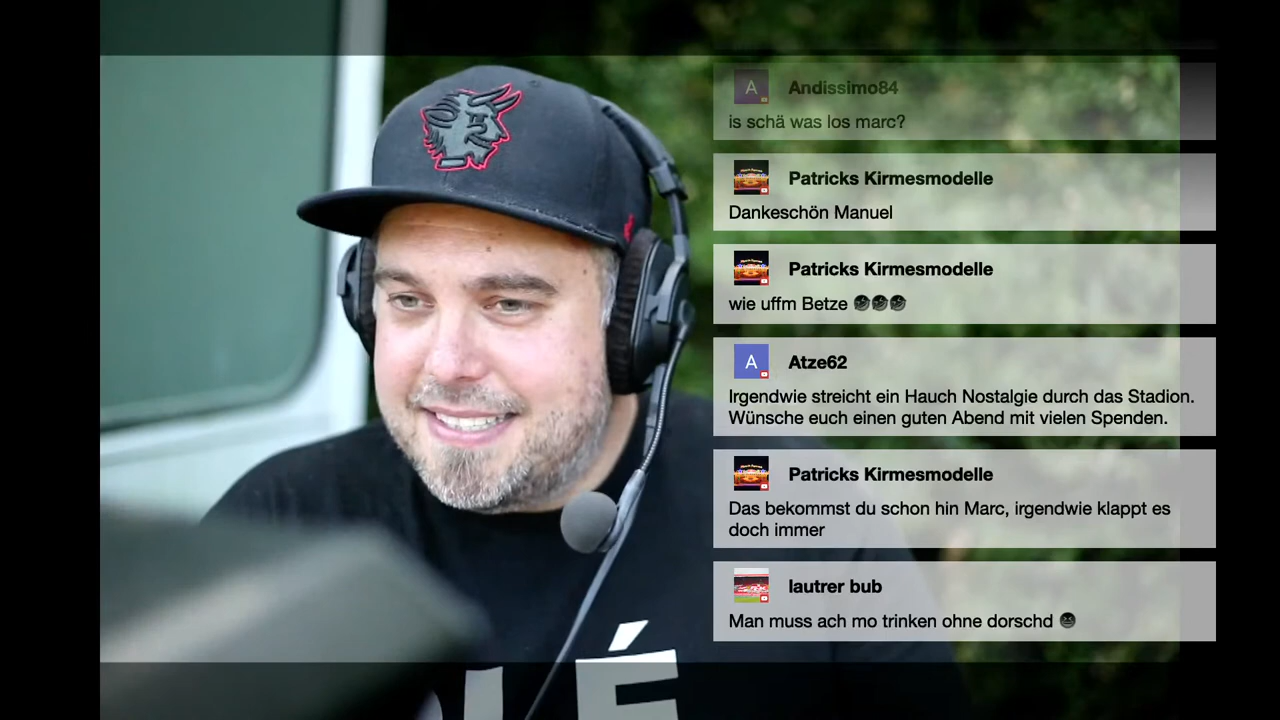 A Andissimo84
is schä was los marc?
Patricks Kirmesmodelle
Dankeschön Manuel
Patricks Kirmesmodelle
wie uffm Betze
A Atze62
Irgendwie streicht ein Hauch Nostalgie durch das Stadion.
Wünsche euch einen guten Abend mit vielen Spenden.
Patricks Kirmesmodelle
Das bekommst du schon hin Marc, irgendwie klappt es
doch immer
lautrer bub
Man muss ach mo trinken ohne dorschd